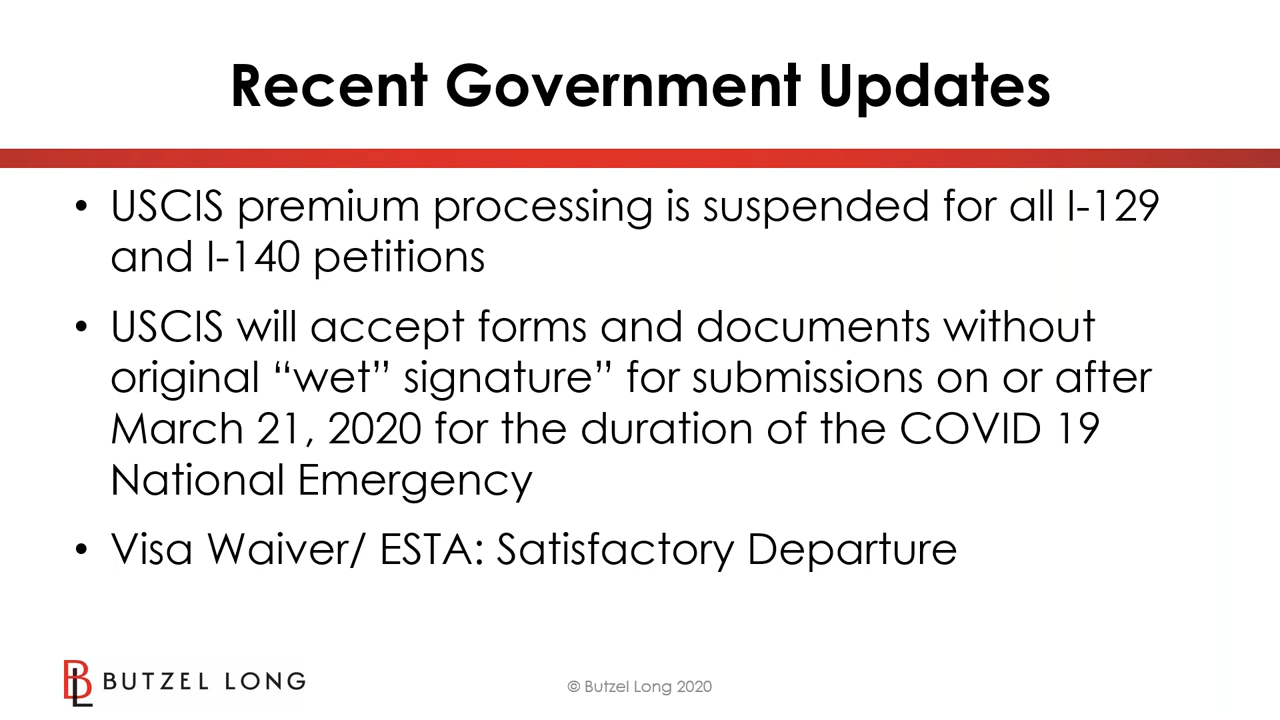 Recent Government Updates
• USCIS premium processing is suspended for all I-129
and I-140 petitions
• USCIS will accept forms and documents without
original “wet” signature” for submissions on or after
March 21, 2020 for the duration of the COVID 19
National Emergency
• Visa Waiver/ ESTA: Satisfactory Departure
BL BUTZEL LONG
© Butzel Long 2020